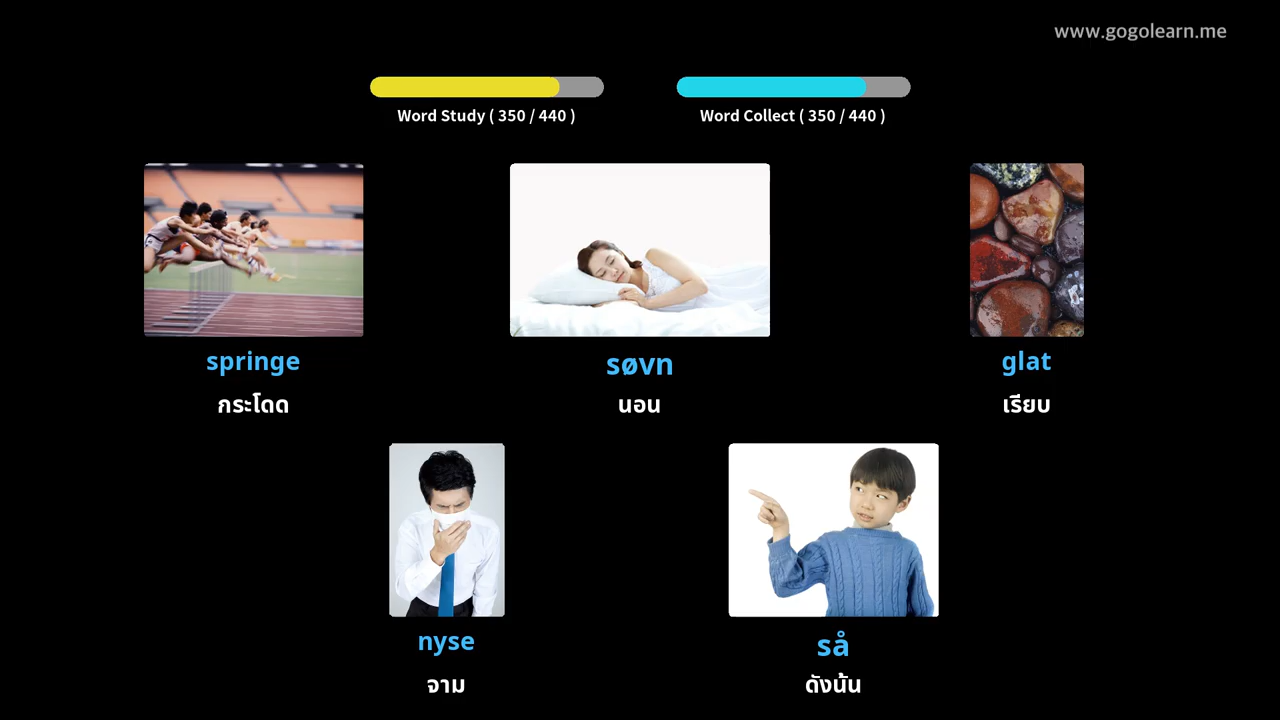 www.gogolearn.me
Word Study ( 350 / 440 )
Word Collect ( 350 / 440 )
springe
søvn
glat
กระโดด
นอน
เรียบ
nyse
så
จาม
ดังนั้น